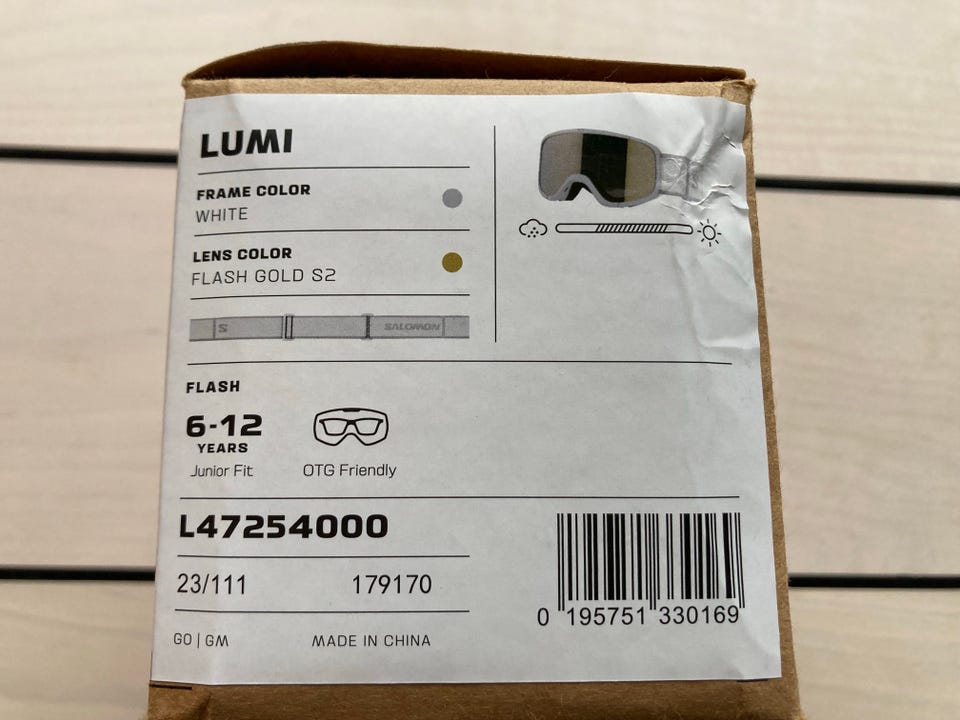 LUMI
FRAME COLOR
WHITE
LENS COLOR
FLASH GOLD S2
S SALOMON
FLASH
6-12
YEARS
Junior Fit
OTG Friendly
L47254000
23/111 179170
GO | GM MADE IN CHINA
0 195751 330169